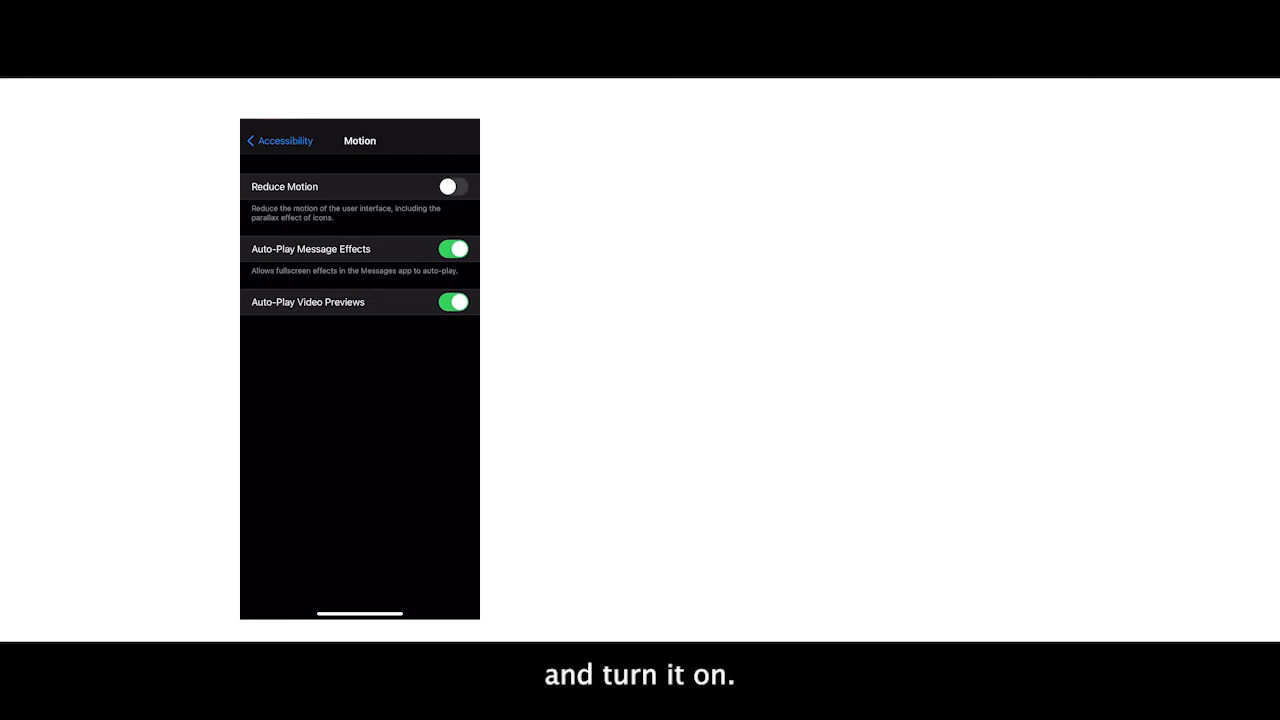 Accessibility
Motion
Reduce Motion
Reduce the motion of the user interface, including the
parallax effect of icons.
Auto-Play Message Effects
Allows fullscreen effects in the Messages app to auto-play.
Auto-Play Video Previews
and turn it on.